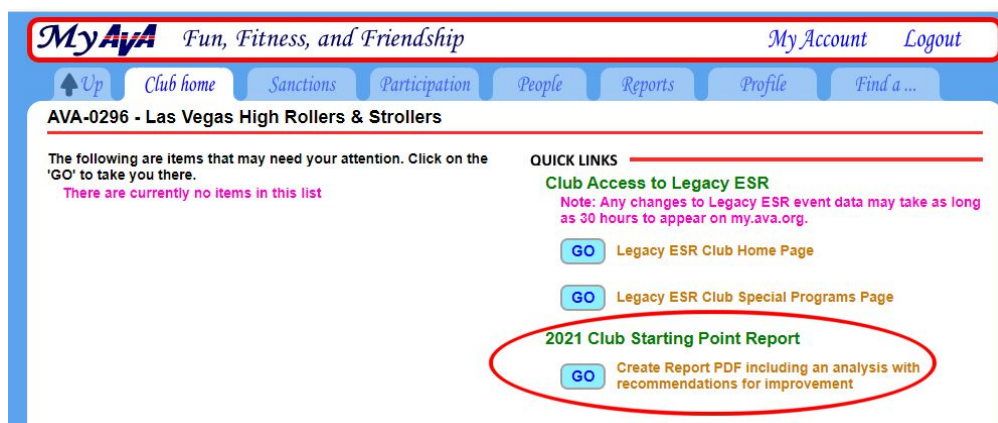 MyAVA Fun, Fitness, and Friendship My Account Logout
Up Club home Sanctions Participation People Reports Profile Find a ...
AVA-0296 - Las Vegas High Rollers & Strollers
The following are items that may need your attention. Click on the
'GO' to take you there.
There are currently no items in this list
QUICK LINKS
Club Access to Legacy ESR
Note: Any changes to Legacy ESR event data may take as long
as 30 hours to appear on my.ava.org.
GO Legacy ESR Club Home Page
GO Legacy ESR Club Special Programs Page
2021 Club Starting Point Report
GO Create Report PDF including an analysis with
recommendations for improvement